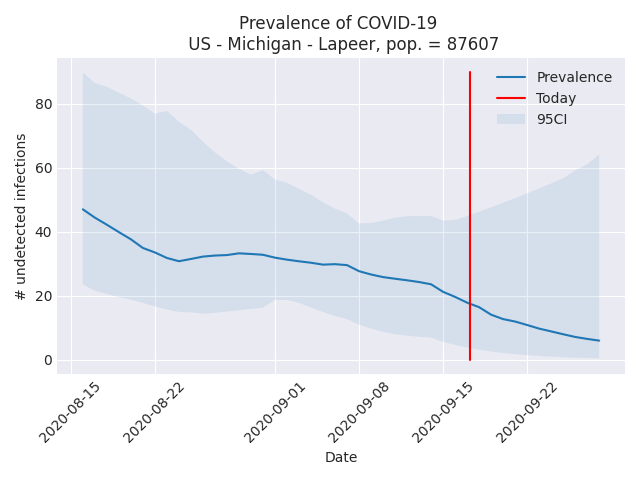 Prevalence of COVID-19
US - Michigan - Lapeer, pop. = 87607
Prevalence
Today
95CI
# undetected infections
80
60
40
20
0
2020-08-15
2020-08-22
2020-09-01
2020-09-08
2020-09-15
2020-09-22
Date